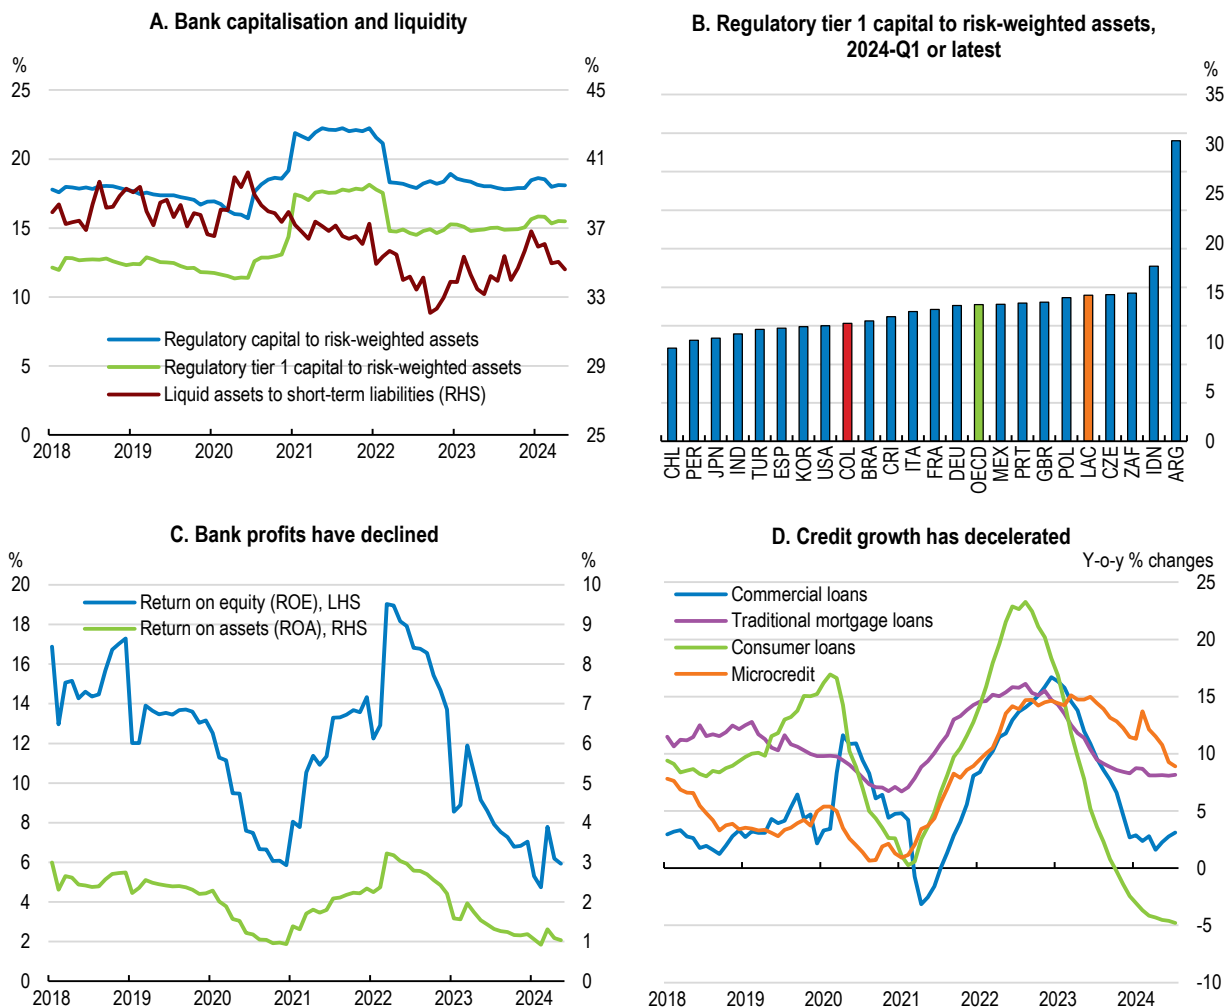 A. Bank capitalisation and liquidity
%
%
25
45
20
41
15
37
10
33
5
29
0
25
Regulatory capital to risk-weighted assets
Regulatory tier 1 capital to risk-weighted assets
Liquid assets to short-term liabilities (RHS)
2018
2019
2020
2021
2022
2023
2024
B. Regulatory tier 1 capital to risk-weighted assets,
2024-Q1 or latest
%
35
30
25
20
15
10
5
0
CHL
PER
JPN
IND
TUR
ESP
KOR
USA
COL
BRA
CRI
ITA
FRA
DEU
OECD
MEX
PRT
GBR
POL
LAC
CZE
ZAF
IDN
ARG
C. Bank profits have declined
%
%
20
10
18
9
16
8
14
7
12
6
10
5
8
4
6
3
4
2
2
1
0
0
Return on equity (ROE), LHS
Return on assets (ROA), RHS
2018
2019
2020
2021
2022
2023
2024
D. Credit growth has decelerated
Y-o-y % changes
25
20
15
10
5
0
-5
-10
Commercial loans
Traditional mortgage loans
Consumer loans
Microcredit
2018
2019
2020
2021
2022
2023
2024